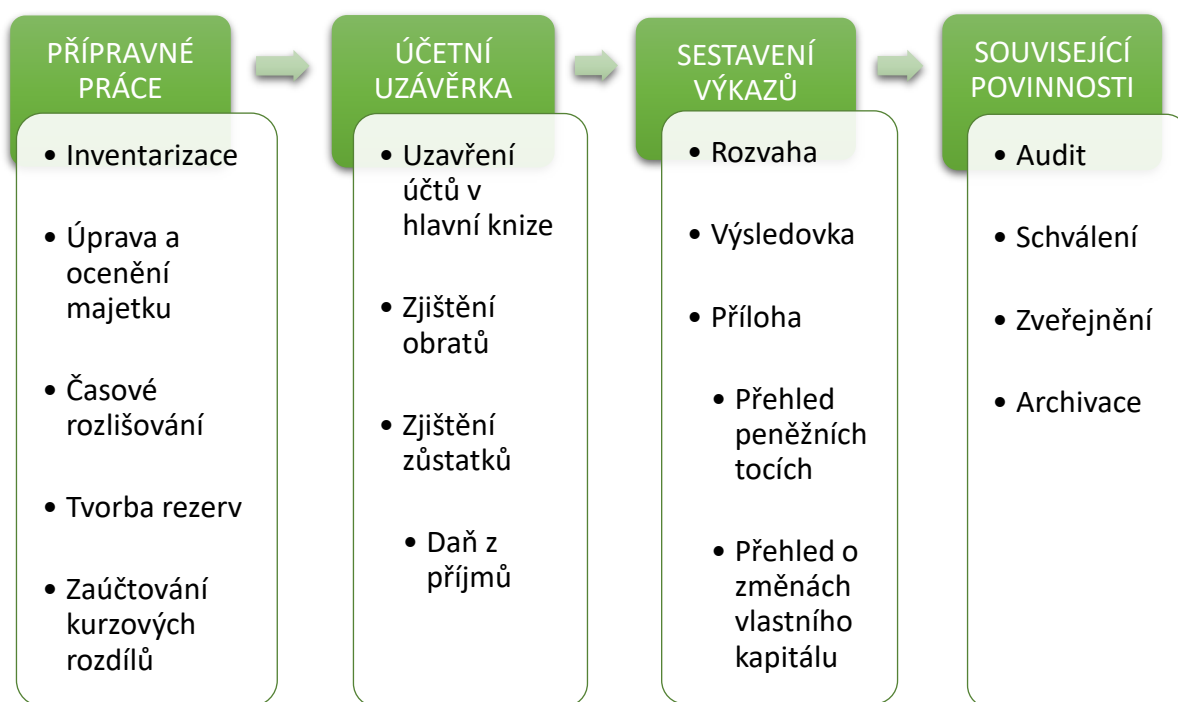 PŘÍPRAVNÉ
PRÁCE
• Inventarizace
• Úprava a
ocenění
majetku
• Časové
rozlišování
• Tvorba rezerv
• Zaúčtování
kurzových
rozdílů
ÚČETNÍ
UZÁVĚRKA
• Uzavření
účtů v
hlavní knize
• Zjištění
obratů
• Zjištění
zůstatků
• Daň z
příjmů
SESTAVENÍ
VÝKAZŮ
• Rozvaha
• Výsledovka
• Příloha
• Přehled
peněžních
tocích
• Přehled o
změnách
vlastního
kapitálu
SOUVISEJÍCÍ
POVINNOSTI
• Audit
• Schválení
• Zveřejnění
• Archivace